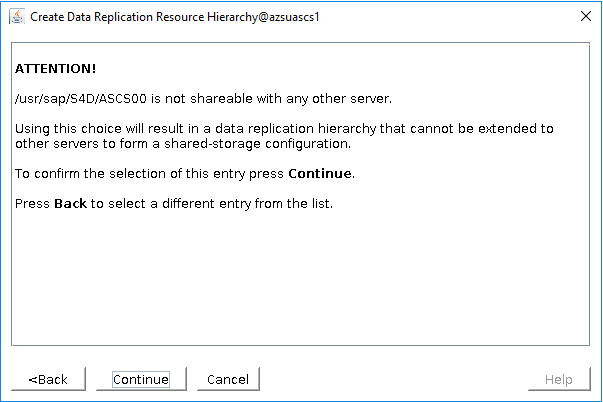 Create Data Replication Resource Hierarchy@azsuascs1
ATTENTION!
/usr/sap/S4D/ASCS00 is not shareable with any other server.
Using this choice will result in a data replication hierarchy that cannot be extended to
other servers to form a shared-storage configuration.
To confirm the selection of this entry press Continue.
Press Back to select a different entry from the list.
<Back
Continue
Cancel
Help